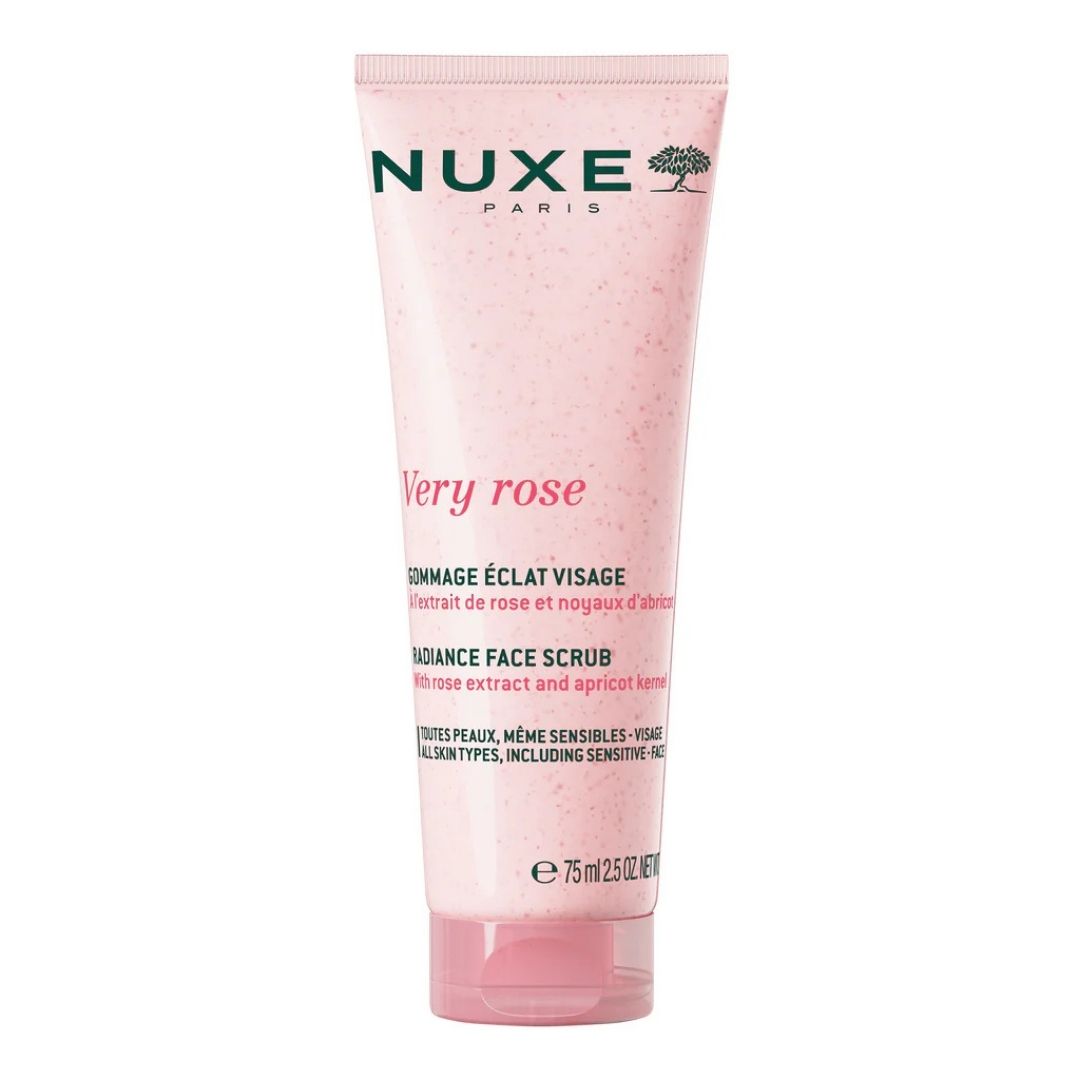 NUXE
PARIS
Very rose
GOMMAGE ÉCLAT VISAGE
À l'extrait de rose et noyaux d'abricot
RADIANCE FACE SCRUB
With rose extract and apricot kernel
TOUTES PEAUX, MÊME SENSIBLES - VISAGE
ALL SKIN TYPES, INCLUDING SENSITIVE - FACE
℮ 75 ml 2.5 OZ. NET